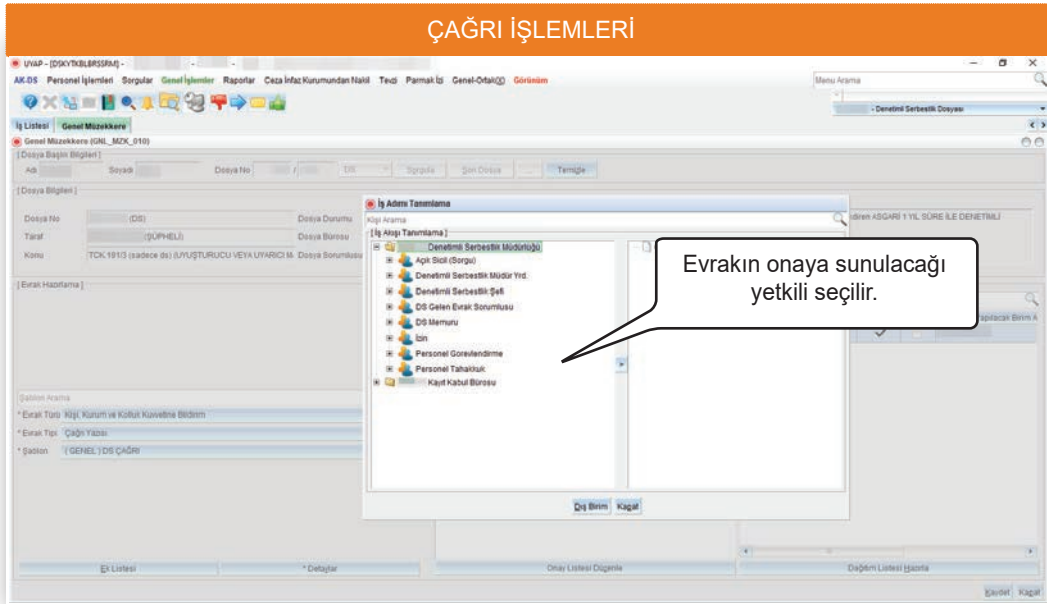 ÇAĞRI İŞLEMLERİ
UYAP - [DSKYTKBLBRSSRM] - - -
AK-DS Personel İşlemleri Sorgular Genel İşlemler Raporlar Ceza İnfaz Kurumundan Nakil Tevzi Parmak İzi Genel-Ortak(X) Görünüm
Menu Arama
- Denetimli Serbestlik Dosyası
İş Listesi Genel Müzekkere
Genel Müzekkere (GNL_MZK_010)
[ Dosya Başın Bilgileri ]
Adı Soyadı Dosya No / DS Sorgula Son Dosya ... Temizle
[ Dosya Bilgileri ]
Dosya No (DS) Dosya Durumu
Taraf (ŞÜPHELİ) Dosya Bürosu
Konu TCK 191/3 (sadece ds) (UYUŞTURUCU VEYA UYARICI M Dosya Sorumlusu
diren ASGARİ 1 YIL SÜRE İLE DENETİMLİ
[ Evrak Hazırlama ]
İş Adımı Tanımlama
Kişi Arama
[ İş Akışı Tanımlama ]
Denetimli Serbestlik Müdürlüğü
Açık Sicil (Sorgu)
Denetimli Serbestlik Müdür Yrd.
Denetimli Serbestlik Şefi
DS Gelen Evrak Sorumlusu
DS Memuru
İzin
Personel Gorevlendirme
Personel Tahakkuk
Kayıt Kabul Bürosu
Dış Birim Kapat
Evrakın onaya sunulacağı
yetkili seçilir.
Yapılacak Birim A
Şablon Arama
* Evrak Türü Kişi, Kurum ve Kolluk Kuvvetine Bildirim
* Evrak Tipi Çağrı Yazısı
* Şablon ( GENEL ) DS ÇAĞRI
Ek Listesi * Detaylar Onay Listesi Düzenle Dağıtım Listesi Hazırla
Kaydet Kapat